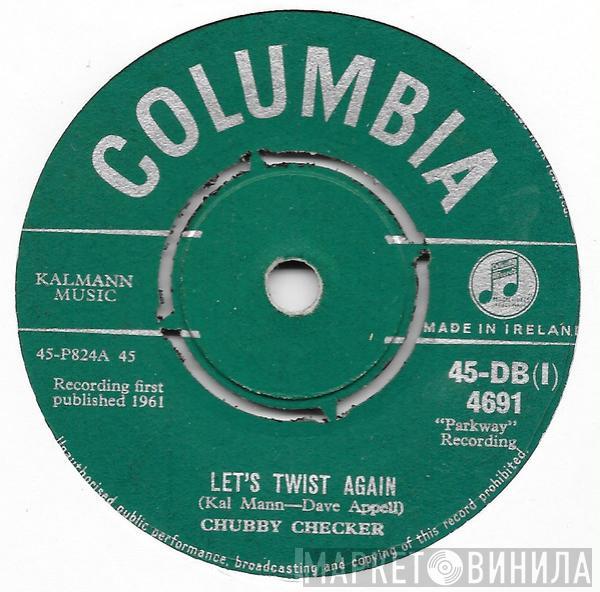 COLUMBIA
KALMANN
MUSIC
MADE IN IRELAND
45-P824A 45
Recording first
published 1961
45-DB(I)
4691
"Parkway"
Recording
LET'S TWIST AGAIN
(Kal Mann—Dave Appell)
CHUBBY CHECKER
Unauthorised public performance, broadcasting and copying of this record prohibited.
МАРКЕТ ВИНИЛА